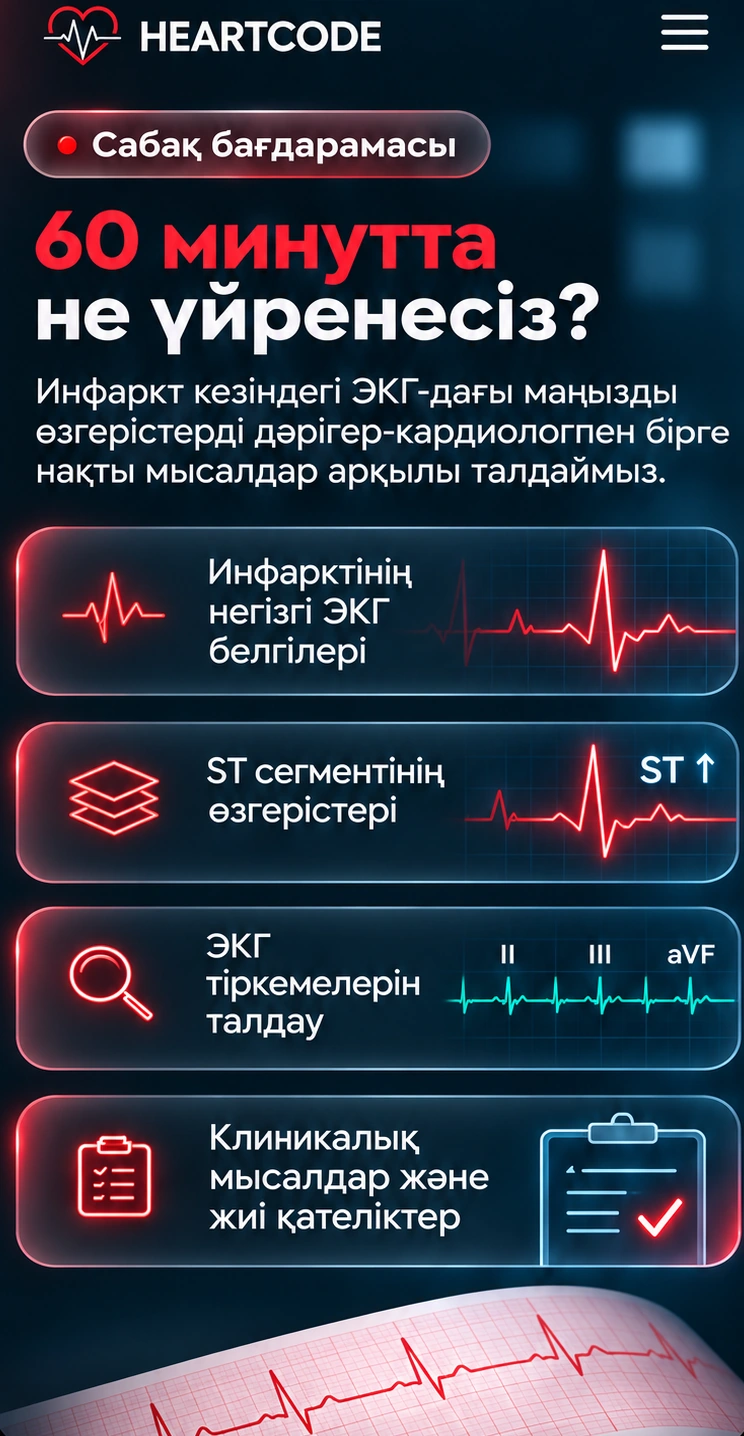 HEARTCODE
Сабақ бағдарамасы
60 минутта
не үйренесіз?
Инфаркт кезіндегі ЭКГ-дағы маңызды
өзгерістерді дәрігер-кардиологпен бірге
нақты мысалдар арқылы талдаймыз.
Инфарктінің
негізгі ЭКГ
белгілері
ST сегментінің
өзгерістері
ST ↑
ЭКГ
тіркемелерін
талдау
II III aVF
Клиникалық
мысалдар және
жиі қателіктер